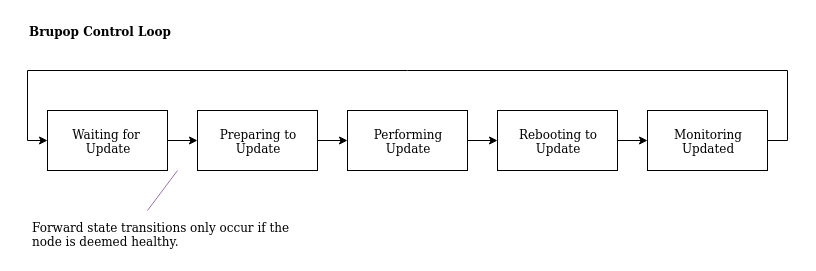 Brupop Control Loop
Waiting for
Update
Preparing to
Update
Performing
Update
Rebooting to
Update
Monitoring
Updated
Forward state transitions only occur if the
node is deemed healthy.